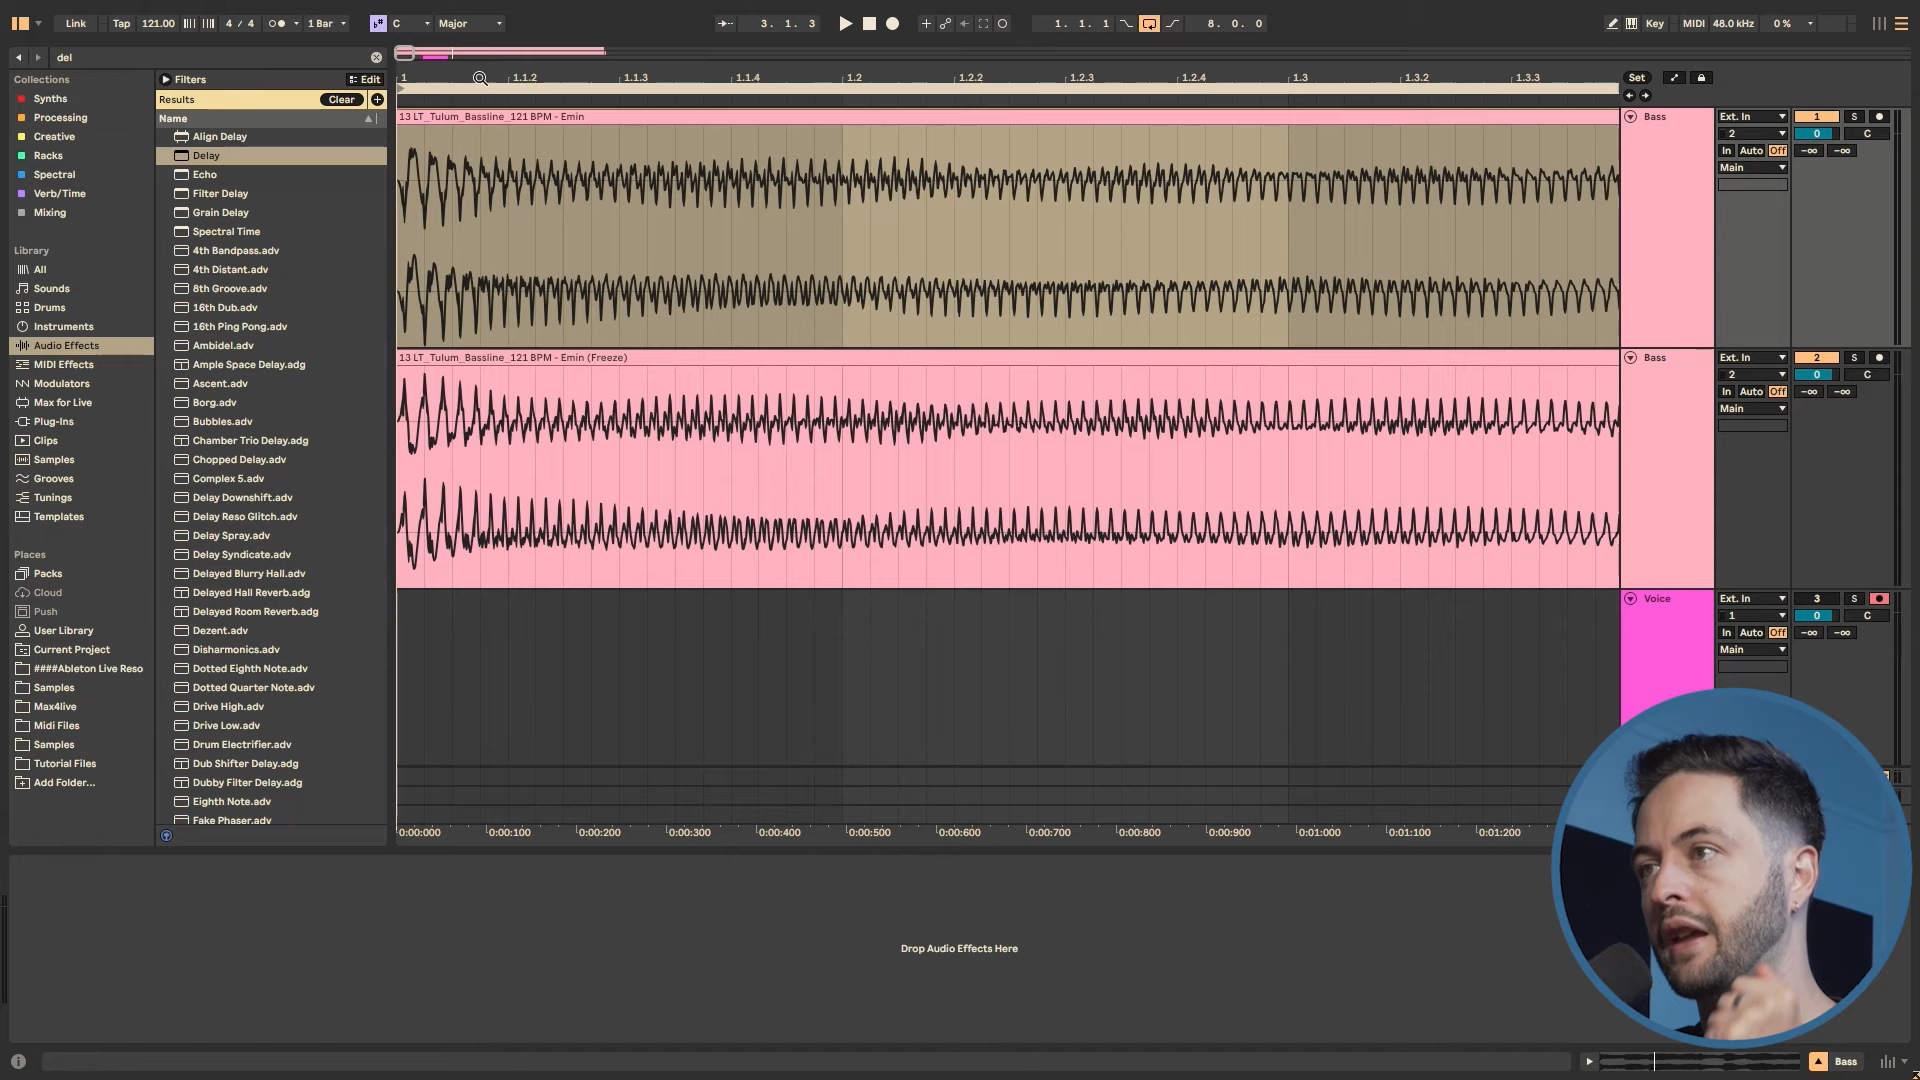 Link Tap 121.00 4 / 4 1 Bar C Major 3. 1. 3 1. 1. 1 8. 0. 0 Key MIDI 48.0 kHz 0 %
del
Collections
Synths
Processing
Creative
Racks
Spectral
Verb/Time
Mixing
Library
All
Sounds
Drums
Instruments
Audio Effects
MIDI Effects
Modulators
Max for Live
Plug-Ins
Clips
Samples
Grooves
Tunings
Templates
Places
Packs
Cloud
Push
User Library
Current Project
####Ableton Live Reso
Samples
Max4live
Midi Files
Samples
Tutorial Files
Add Folder...
Filters Edit
Results Clear
Name
Align Delay
Delay
Echo
Filter Delay
Grain Delay
Spectral Time
4th Bandpass.adv
4th Distant.adv
8th Groove.adv
16th Dub.adv
16th Ping Pong.adv
Ambidel.adv
Ample Space Delay.adg
Ascent.adv
Borg.adv
Bubbles.adv
Chamber Trio Delay.adg
Chopped Delay.adv
Complex 5.adv
Delay Downshift.adv
Delay Reso Glitch.adv
Delay Spray.adv
Delay Syndicate.adv
Delayed Blurry Hall.adv
Delayed Hall Reverb.adg
Delayed Room Reverb.adg
Dezent.adv
Disharmonics.adv
Dotted Eighth Note.adv
Dotted Quarter Note.adv
Drive High.adv
Drive Low.adv
Drum Electrifier.adv
Dub Shifter Delay.adg
Dubby Filter Delay.adg
Eighth Note.adv
Fake Phaser.adv
1 1.1.2 1.1.3 1.1.4 1.2 1.2.2 1.2.3 1.2.4 1.3 1.3.2 1.3.3 Set
13 LT_Tulum_Bassline_121 BPM - Emin
Bass Ext. In 1 S
2 0 C
In Auto Off -∞ -∞
Main
13 LT_Tulum_Bassline_121 BPM - Emin (Freeze)
Bass Ext. In 2 S
2 0 C
In Auto Off -∞ -∞
Main
Voice Ext. In 3 S
1 0 C
In Auto Off -∞ -∞
Main
0:00:000 0:00:100 0:00:200 0:00:300 0:00:400 0:00:500 0:00:600 0:00:700 0:00:800 0:00:900 0:01:000 0:01:100 0:01:200
Drop Audio Effects Here
Bass